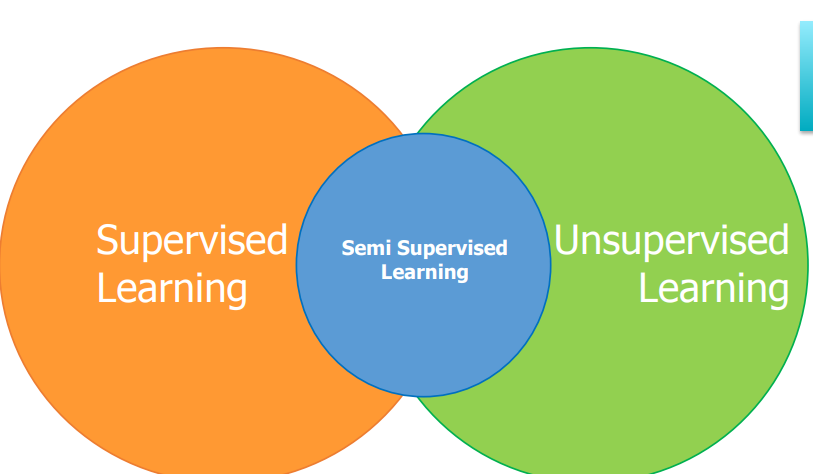 Supervised
Learning
Semi Supervised
Learning
Unsupervised
Learning